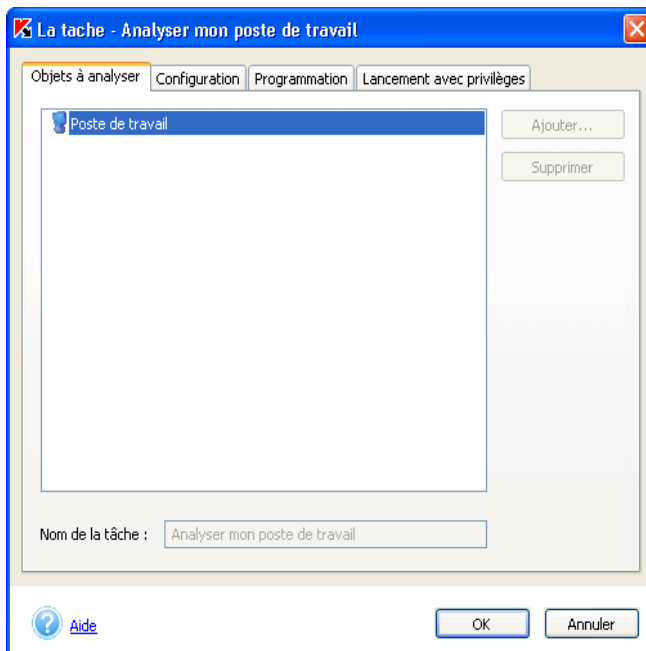 La tache - Analyser mon poste de travail
Objets à analyser Configuration Programmation Lancement avec privilèges
Poste de travail
Ajouter...
Supprimer
Nom de la tâche : Analyser mon poste de travail
Aide
OK Annuler